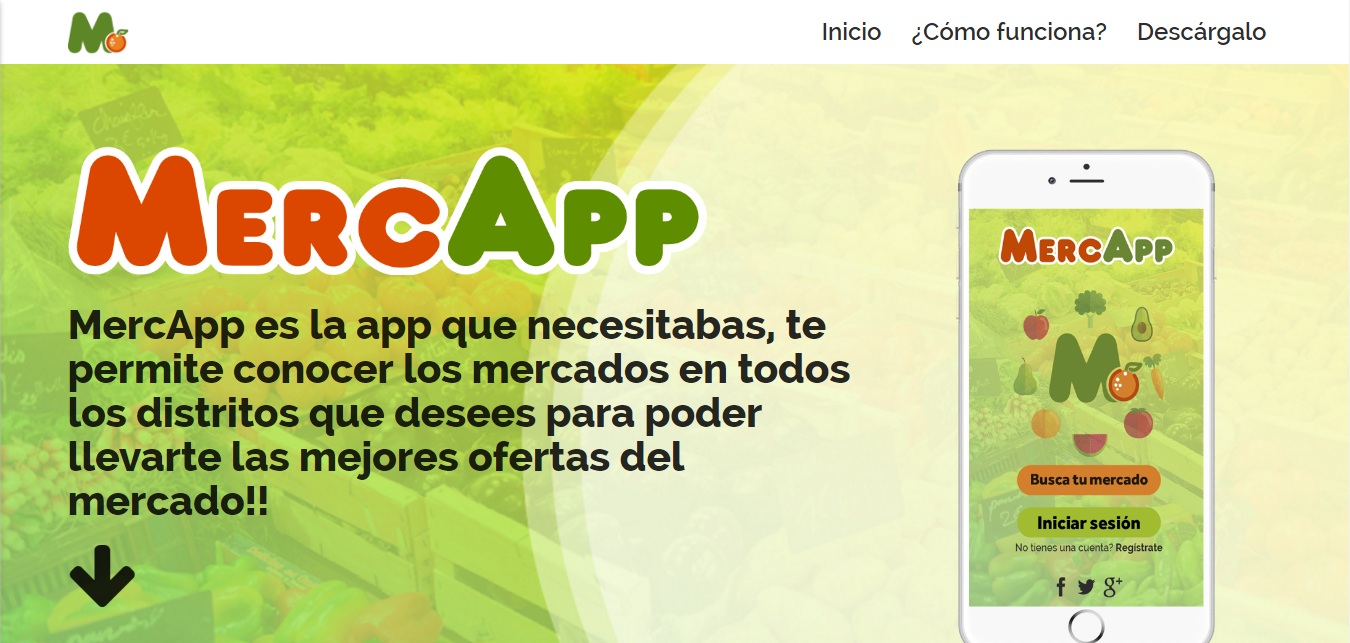 Inicio ¿Cómo funciona? Descárgalo
MERCAPP
MercApp es la app que necesitabas, te
permite conocer los mercados en todos
los distritos que desees para poder
llevarte las mejores ofertas del
mercado!!
MERCAPP
Busca tu mercado
Iniciar sesión
No tienes una cuenta? Regístrate